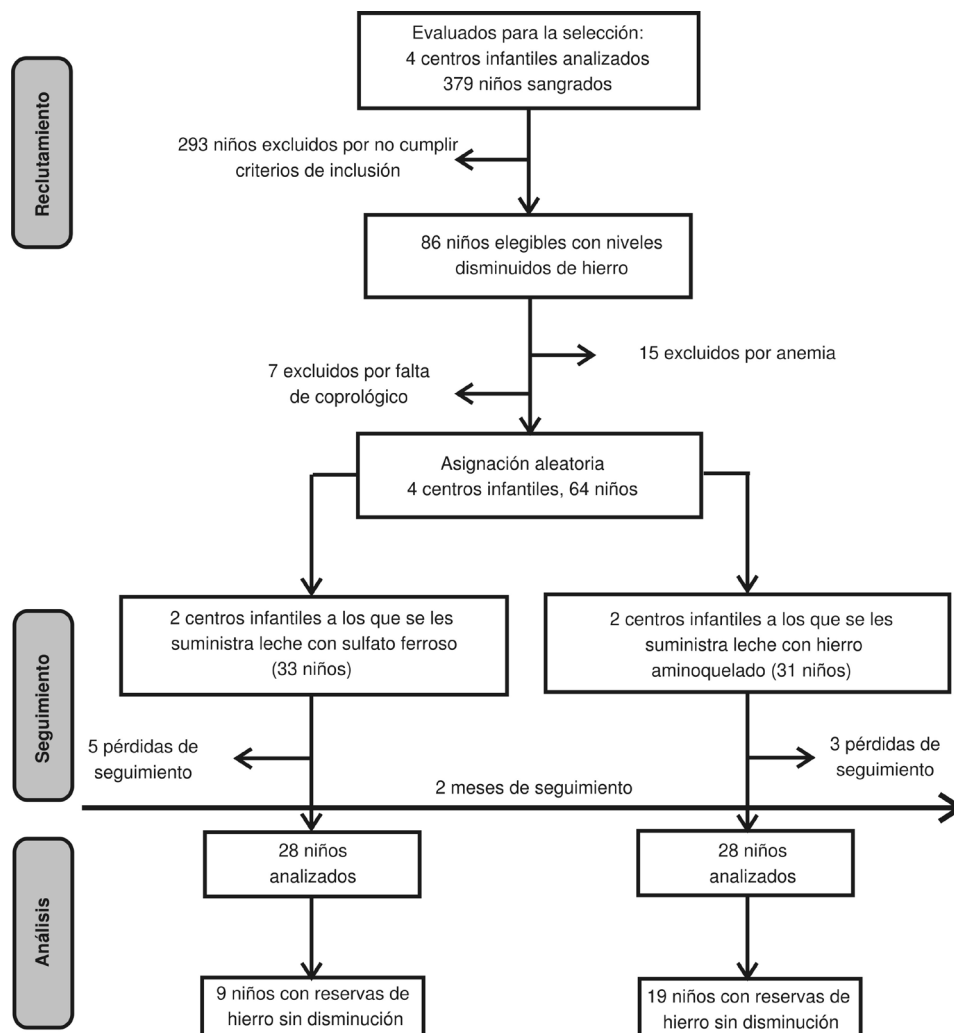 Evaluados para la selección:
4 centros infantiles analizados
379 niños sangrados
Reclutamiento
293 niños excluidos por no cumplir
criterios de inclusión
86 niños elegibles con niveles
disminuidos de hierro
15 excluidos por anemia
7 excluidos por falta
de coprológico
Asignación aleatoria
4 centros infantiles, 64 niños
Seguimiento
2 centros infantiles a los que se les
suministra leche con sulfato ferroso
(33 niños)
2 centros infantiles a los que se les
suministra leche con hierro
aminoquelado (31 niños)
5 pérdidas de
seguimiento
3 pérdidas de
seguimiento
2 meses de seguimiento
Análisis
28 niños
analizados
28 niños
analizados
9 niños con reservas de
hierro sin disminución
19 niños con reservas de
hierro sin disminución